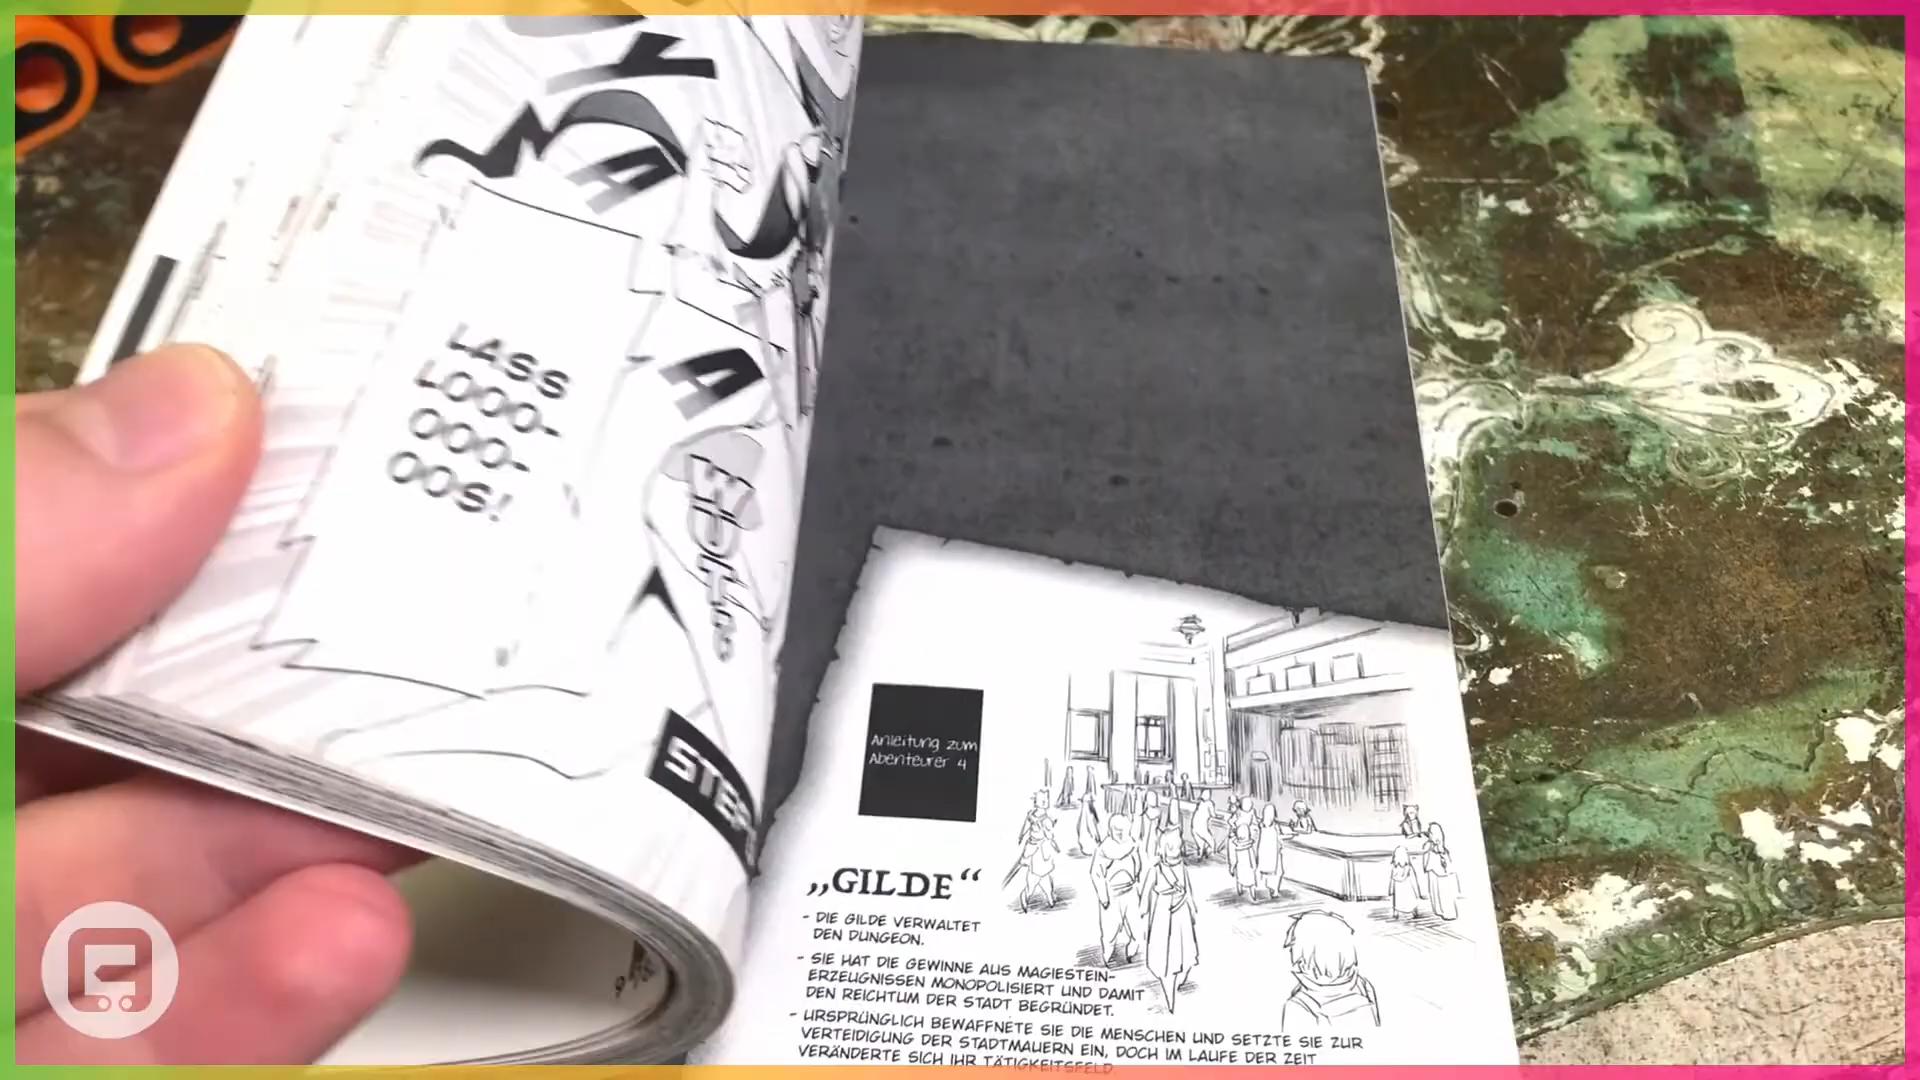 Y
A
A
LASS
LOOO-
OOO-
OOS!
Anleitung zum
Abenteurer 4
„GILDE“
- DIE GILDE VERWALTET
DEN DUNGEON.
- SIE HAT DIE GEWINNE AUS MAGIESTEIN-
ERZEUGNISSEN MONOPOLISIERT UND DAMIT
DEN REICHTUM DER STADT BEGRÜNDET.
- URSPRÜNGLICH BEWAFFNETE SIE DIE MENSCHEN UND SETZTE SIE ZUR
VERTEIDIGUNG DER STADTMAUERN EIN, DOCH IM LAUFE DER ZEIT
VERÄNDERTE SICH IHR TÄTIGKEITSFELD